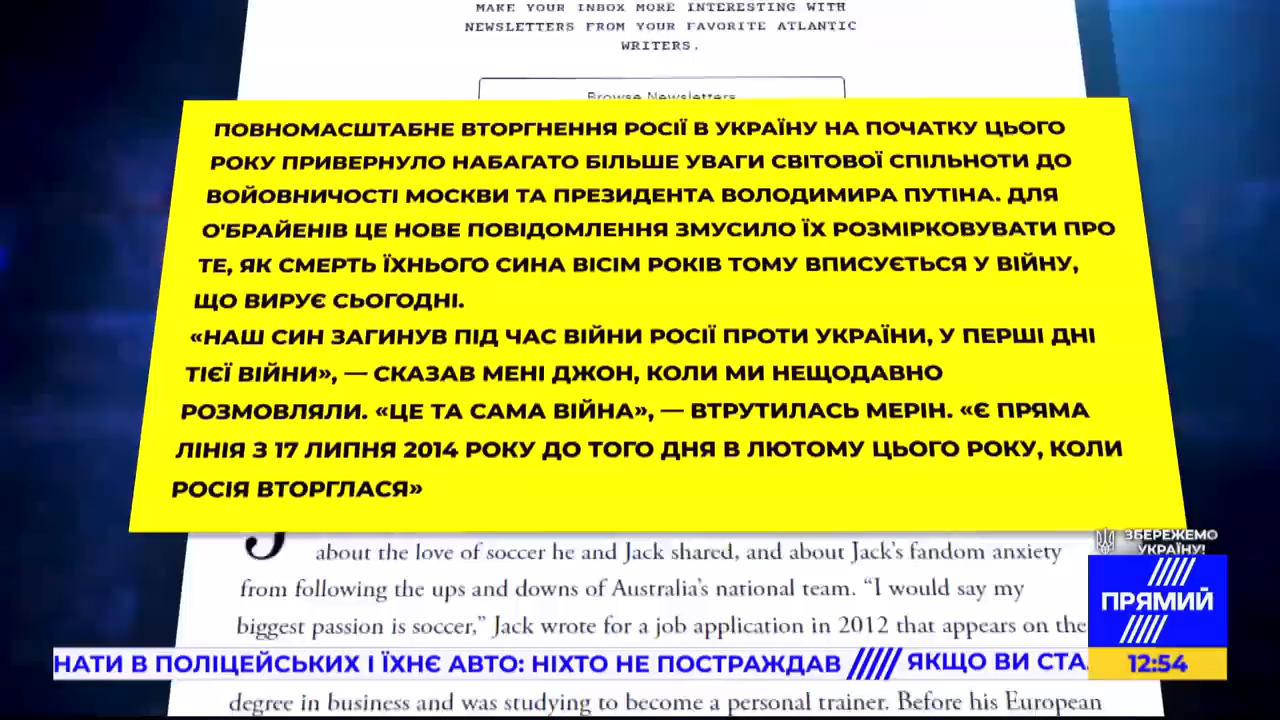 MAKE YOUR INBOX MORE INTERESTING WITH
NEWSLETTERS FROM YOUR FAVORITE ATLANTIC
WRITERS.
Browse Newsletters
ПОВНОМАСШТАБНЕ ВТОРГНЕННЯ РОСІЇ В УКРАЇНУ НА ПОЧАТКУ ЦЬОГО
РОКУ ПРИВЕРНУЛО НАБАГАТО БІЛЬШЕ УВАГИ СВІТОВОЇ СПІЛЬНОТИ ДО
ВОЙОВНИЧОСТІ МОСКВИ ТА ПРЕЗИДЕНТА ВОЛОДИМИРА ПУТІНА. ДЛЯ
О'БРАЙЕНІВ ЦЕ НОВЕ ПОВІДОМЛЕННЯ ЗМУСИЛО ЇХ РОЗМІРКОВУВАТИ ПРО
ТЕ, ЯК СМЕРТЬ ЇХНЬОГО СИНА ВІСІМ РОКІВ ТОМУ ВПИСУЄТЬСЯ У ВІЙНУ,
ЩО ВИРУЄ СЬОГОДНІ.
«НАШ СИН ЗАГИНУВ ПІД ЧАС ВІЙНИ РОСІЇ ПРОТИ УКРАЇНИ, У ПЕРШІ ДНІ
ТІЄЇ ВІЙНИ», — СКАЗАВ МЕНІ ДЖОН, КОЛИ МИ НЕЩОДАВНО
РОЗМОВЛЯЛИ. «ЦЕ ТА САМА ВІЙНА», — ВТРУТИЛАСЬ МЕРІН. «Є ПРЯМА
ЛІНІЯ З 17 ЛИПНЯ 2014 РОКУ ДО ТОГО ДНЯ В ЛЮТОМУ ЦЬОГО РОКУ, КОЛИ
РОСІЯ ВТОРГЛАСЯ»
about the love of soccer he and Jack shared, and about Jack's fandom anxiety
from following the ups and downs of Australia's national team. “I would say my
biggest passion is soccer,” Jack wrote for a job application in 2012 that appears on the
degree in business and was studying to become a personal trainer. Before his European
ЗБЕРЕЖЕМО
УКРАЇНУ!
ПРЯМИЙ
12:54
НАТИ В ПОЛІЦЕЙСЬКИХ І ЇХНЄ АВТО: НІХТО НЕ ПОСТРАЖДАВ ///// ЯКЩО ВИ СТА